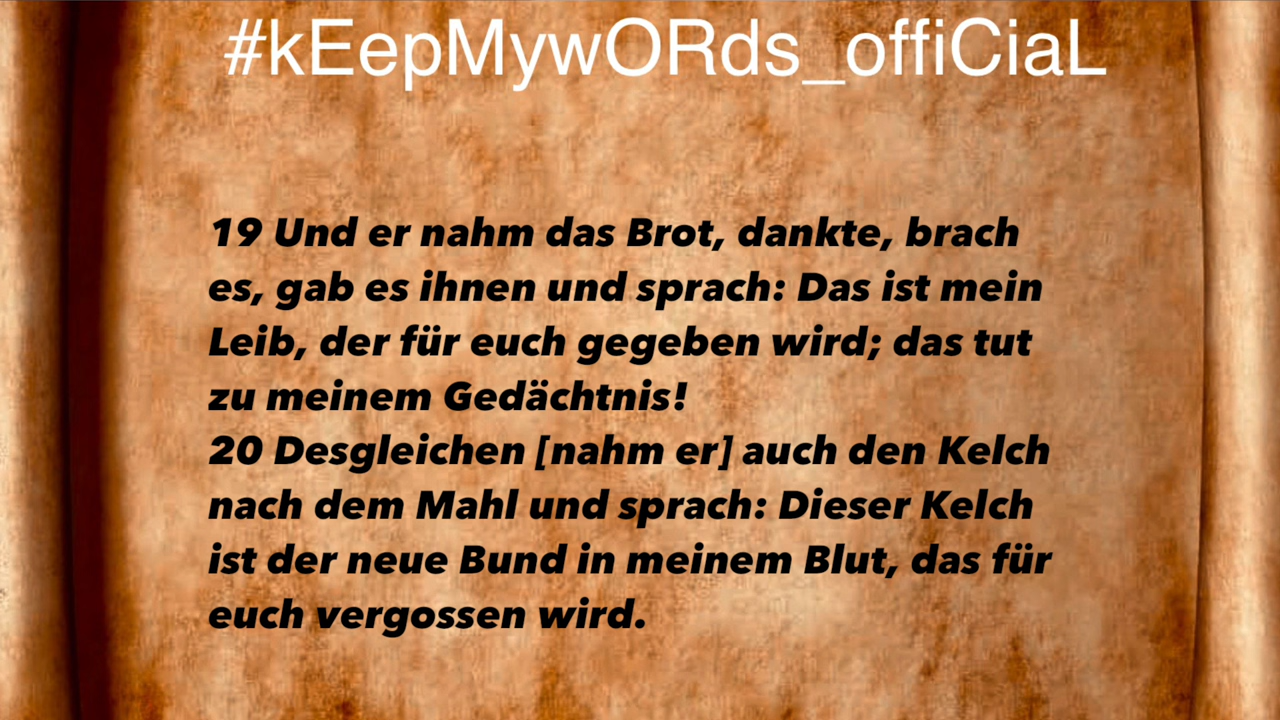 #kEepMywORds_offiCiaL
19 Und er nahm das Brot, dankte, brach
es, gab es ihnen und sprach: Das ist mein
Leib, der für euch gegeben wird; das tut
zu meinem Gedächtnis!
20 Desgleichen [nahm er] auch den Kelch
nach dem Mahl und sprach: Dieser Kelch
ist der neue Bund in meinem Blut, das für
euch vergossen wird.